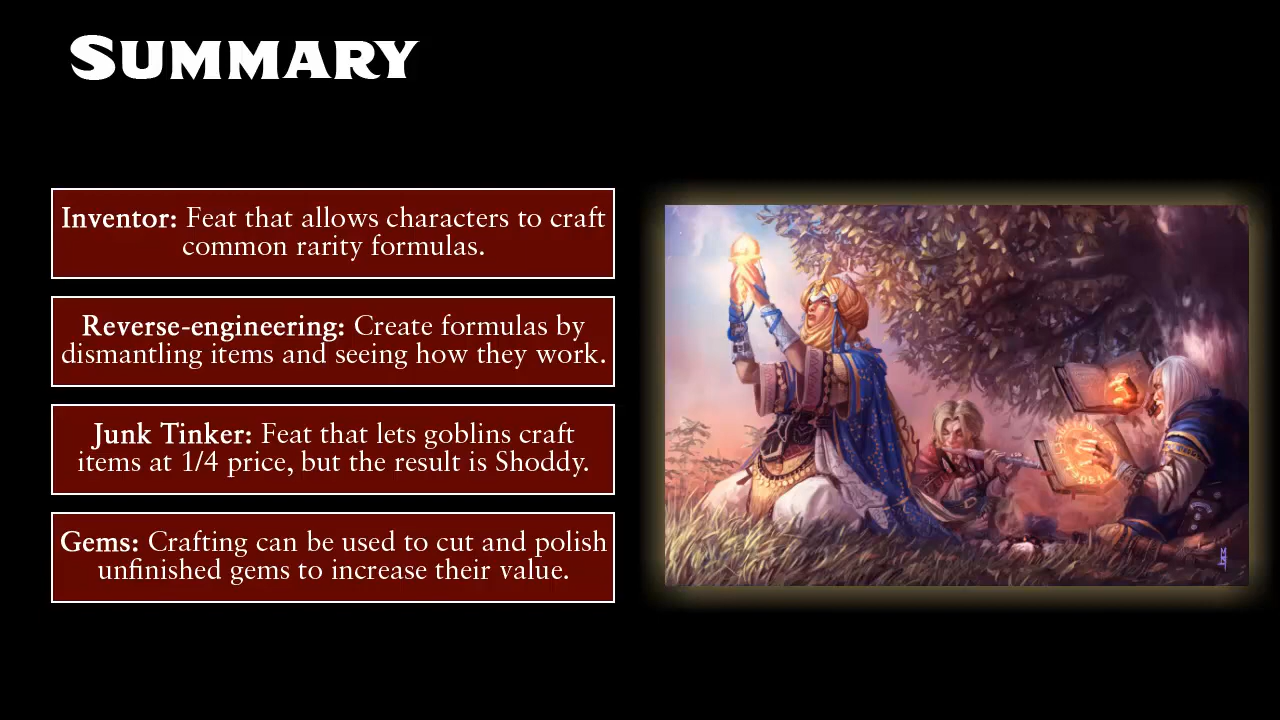 Summary
Inventor: Feat that allows characters to craft
common rarity formulas.
Reverse-engineering: Create formulas by
dismantling items and seeing how they work.
Junk Tinker: Feat that lets goblins craft
items at 1/4 price, but the result is Shoddy.
Gems: Crafting can be used to cut and polish
unfinished gems to increase their value.